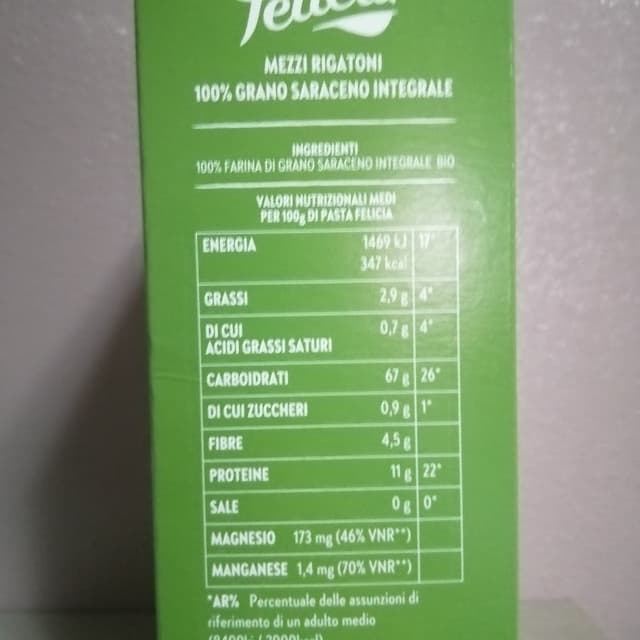 Felicia
MEZZI RIGATONI
100% GRANO SARACENO INTEGRALE
INGREDIENTI
100% FARINA DI GRANO SARACENO INTEGRALE BIO
VALORI NUTRIZIONALI MEDI
PER 100g DI PASTA FELICIA
ENERGIA 1469 kJ 17*
347 kcal
GRASSI 2,9 g 4*
DI CUI 0,7 g 4*
ACIDI GRASSI SATURI
CARBOIDRATI 67 g 26*
DI CUI ZUCCHERI 0,9 g 1*
FIBRE 4,5 g
PROTEINE 11 g 22*
SALE 0 g 0*
MAGNESIO 173 mg (46% VNR**)
MANGANESE 1,4 mg (70% VNR**)
*AR% Percentuale delle assunzioni di
riferimento di un adulto medio